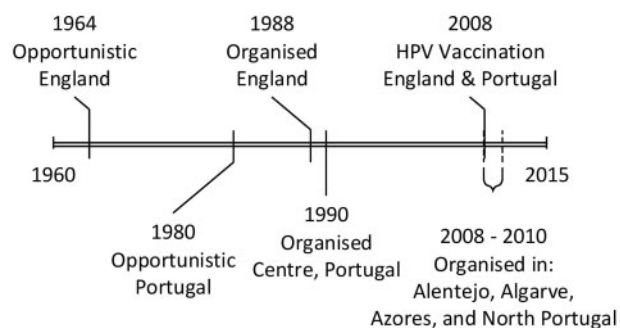 1964
Opportunistic
England
1988
Organised
England
2008
HPV Vaccination
England & Portugal
1960
2015
1980
Opportunistic
Portugal
1990
Organised
Centre, Portugal
2008 - 2010
Organised in:
Alentejo, Algarve,
Azores, and North Portugal